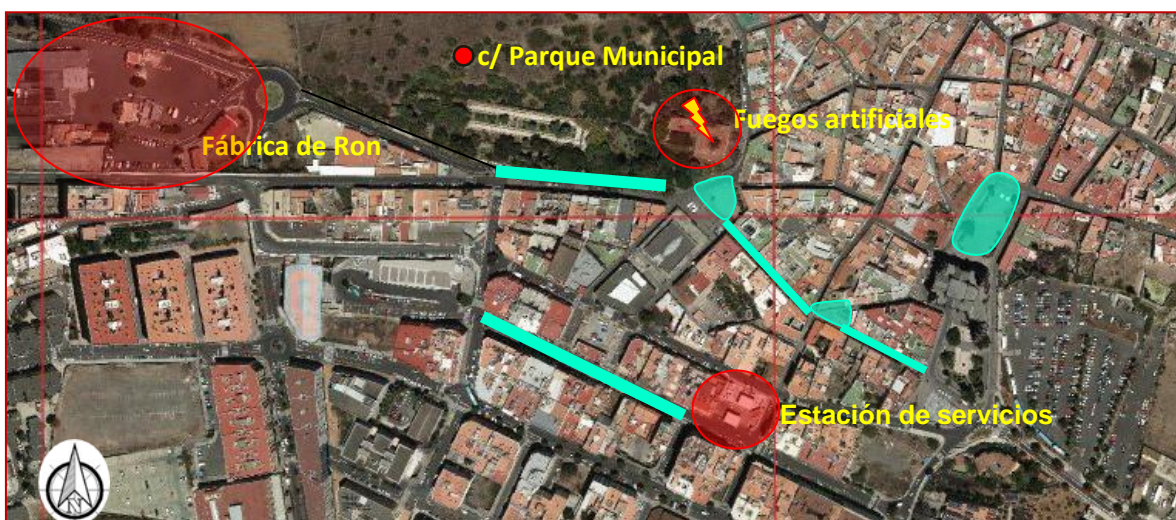 c/ Parque Municipal
Fuegos artificiales
Fábrica de Ron
Estación de servicios
N